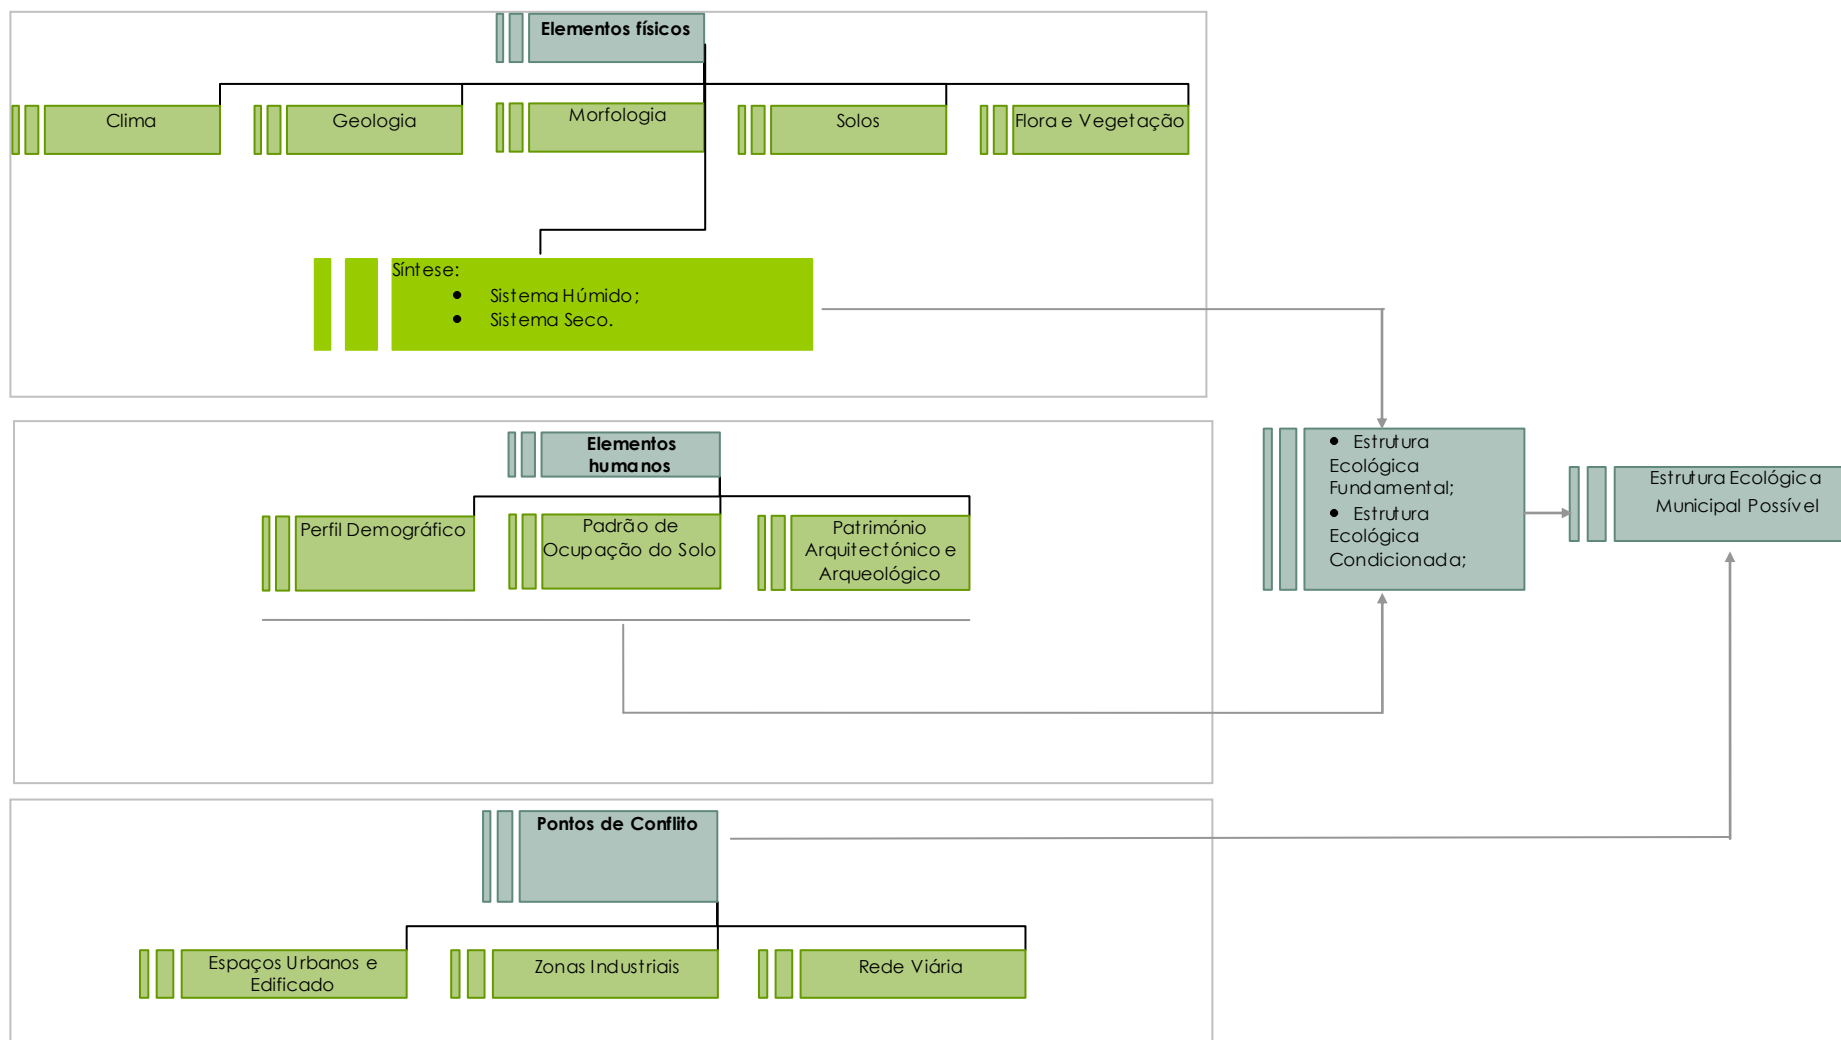 Elementos físicos
Clima
Geologia
Morfologia
Solos
Flora e Vegetação
Síntese:
• Sistema Húmido;
• Sistema Seco.
Elementos
humanos
Perfil Demográfico
Padrão de
Ocupação do Solo
Património
Arquitectónico e
Arqueológico
• Estrutura
Ecológica
Fundamental;
• Estrutura
Ecológica
Condicionada;
Estrutura Ecológica
Municipal Possível
Pontos de Conflito
Espaços Urbanos e
Edificado
Zonas Industriais
Rede Viária